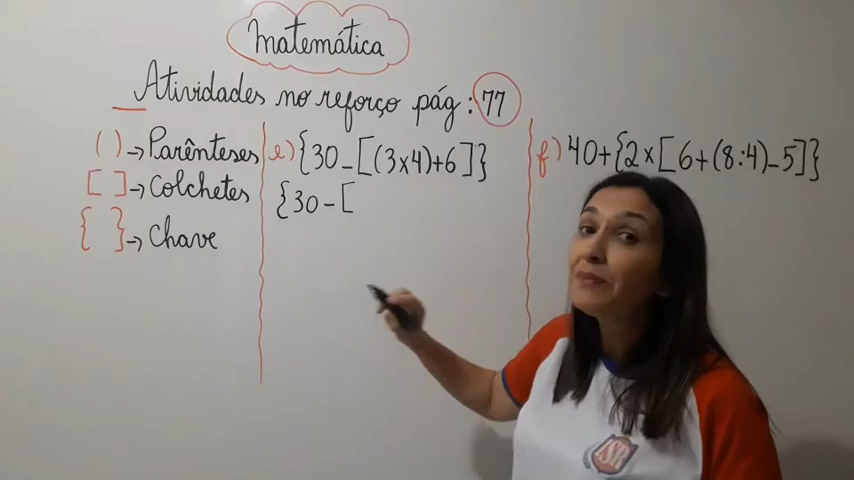 Matemática
Atividades no reforço pág: 77
( ) → Parênteses
[ ] → Colchetes
{ } → Chave
e) {30 - [(3x4)+6]}
{30 - [
f) 40+{2x[6+(8:4)-5]}
ISR